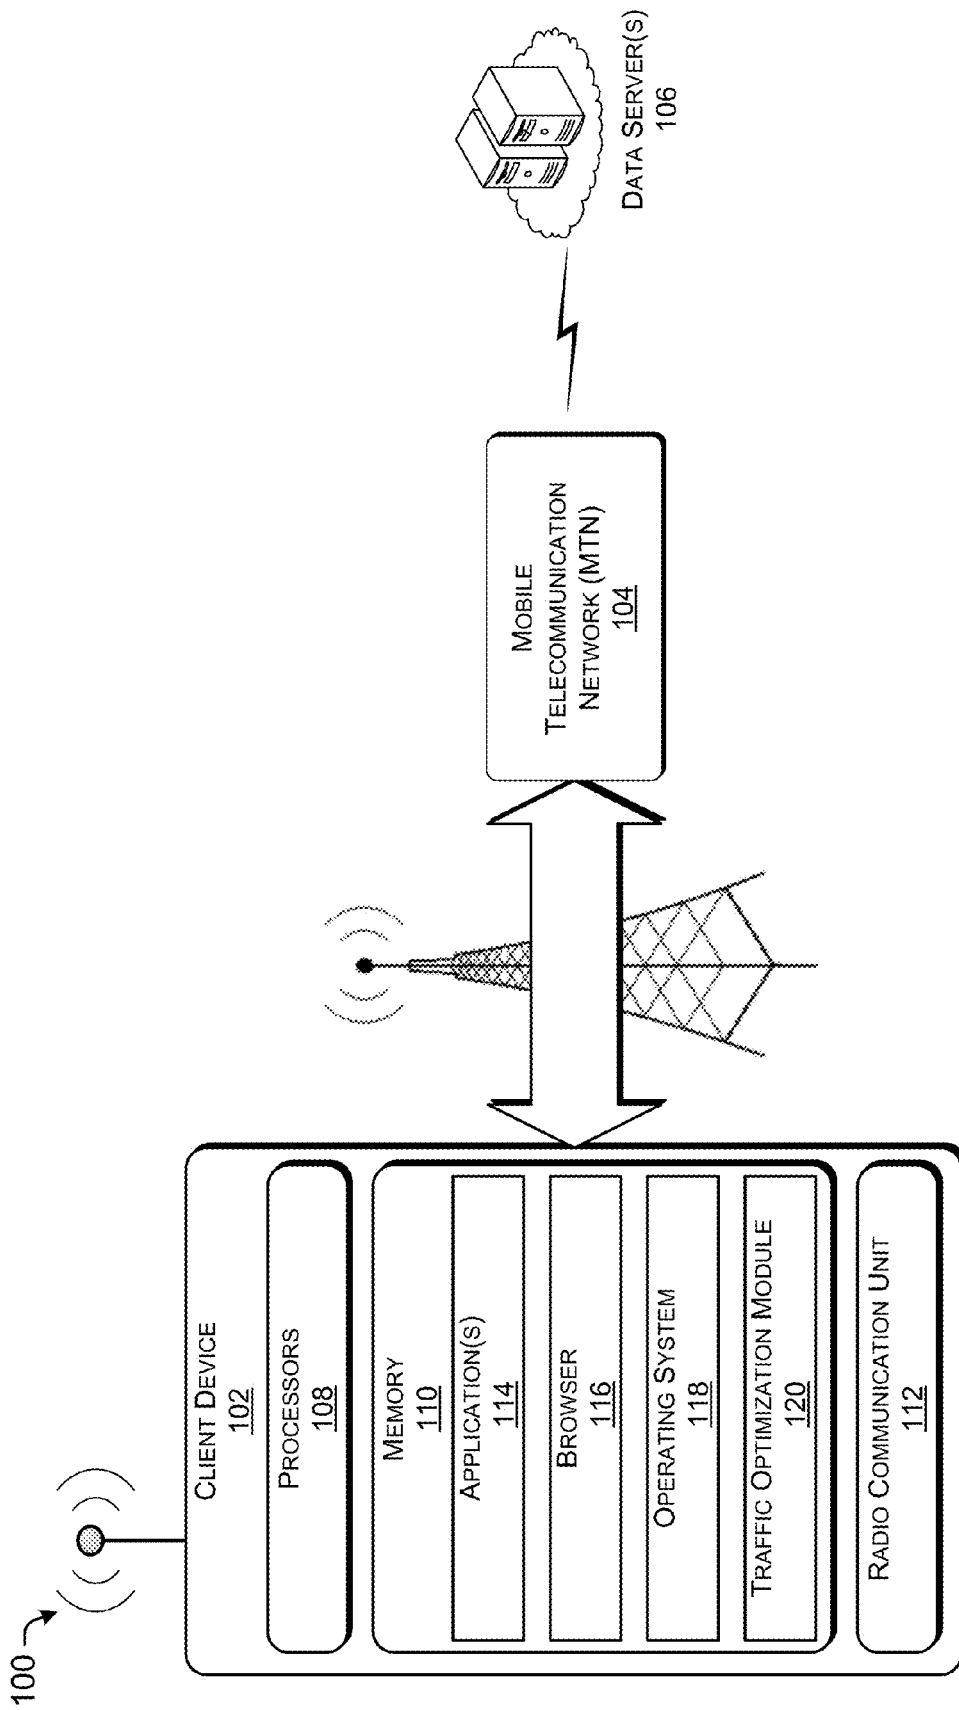 100
CLIENT DEVICE
102
PROCESSORS
108
MEMORY
110
APPLICATION(S)
114
BROWSER
116
OPERATING SYSTEM
118
TRAFFIC OPTIMIZATION MODULE
120
RADIO COMMUNICATION UNIT
112
MOBILE
TELECOMMUNICATION
NETWORK (MTN)
104
DATA SERVER(S)
106